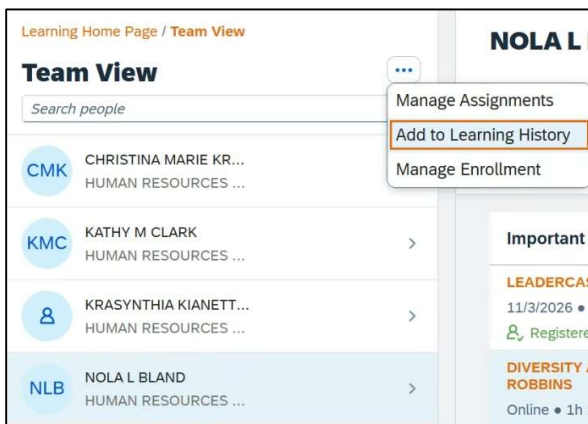 Learning Home Page / Team View
Team View
...
Search people
CMK
CHRISTINA MARIE KR...
HUMAN RESOURCES ...
KMC
KATHY M CLARK
HUMAN RESOURCES ...
KRASYNTHIA KIANETT...
HUMAN RESOURCES ...
NLB
NOLA L BLAND
HUMAN RESOURCES ...
Manage Assignments
Add to Learning History
Manage Enrollment
NOLA L
Important
LEADERCAS
11/3/2026 •
Registere
DIVERSITY
ROBBINS
Online • 1h